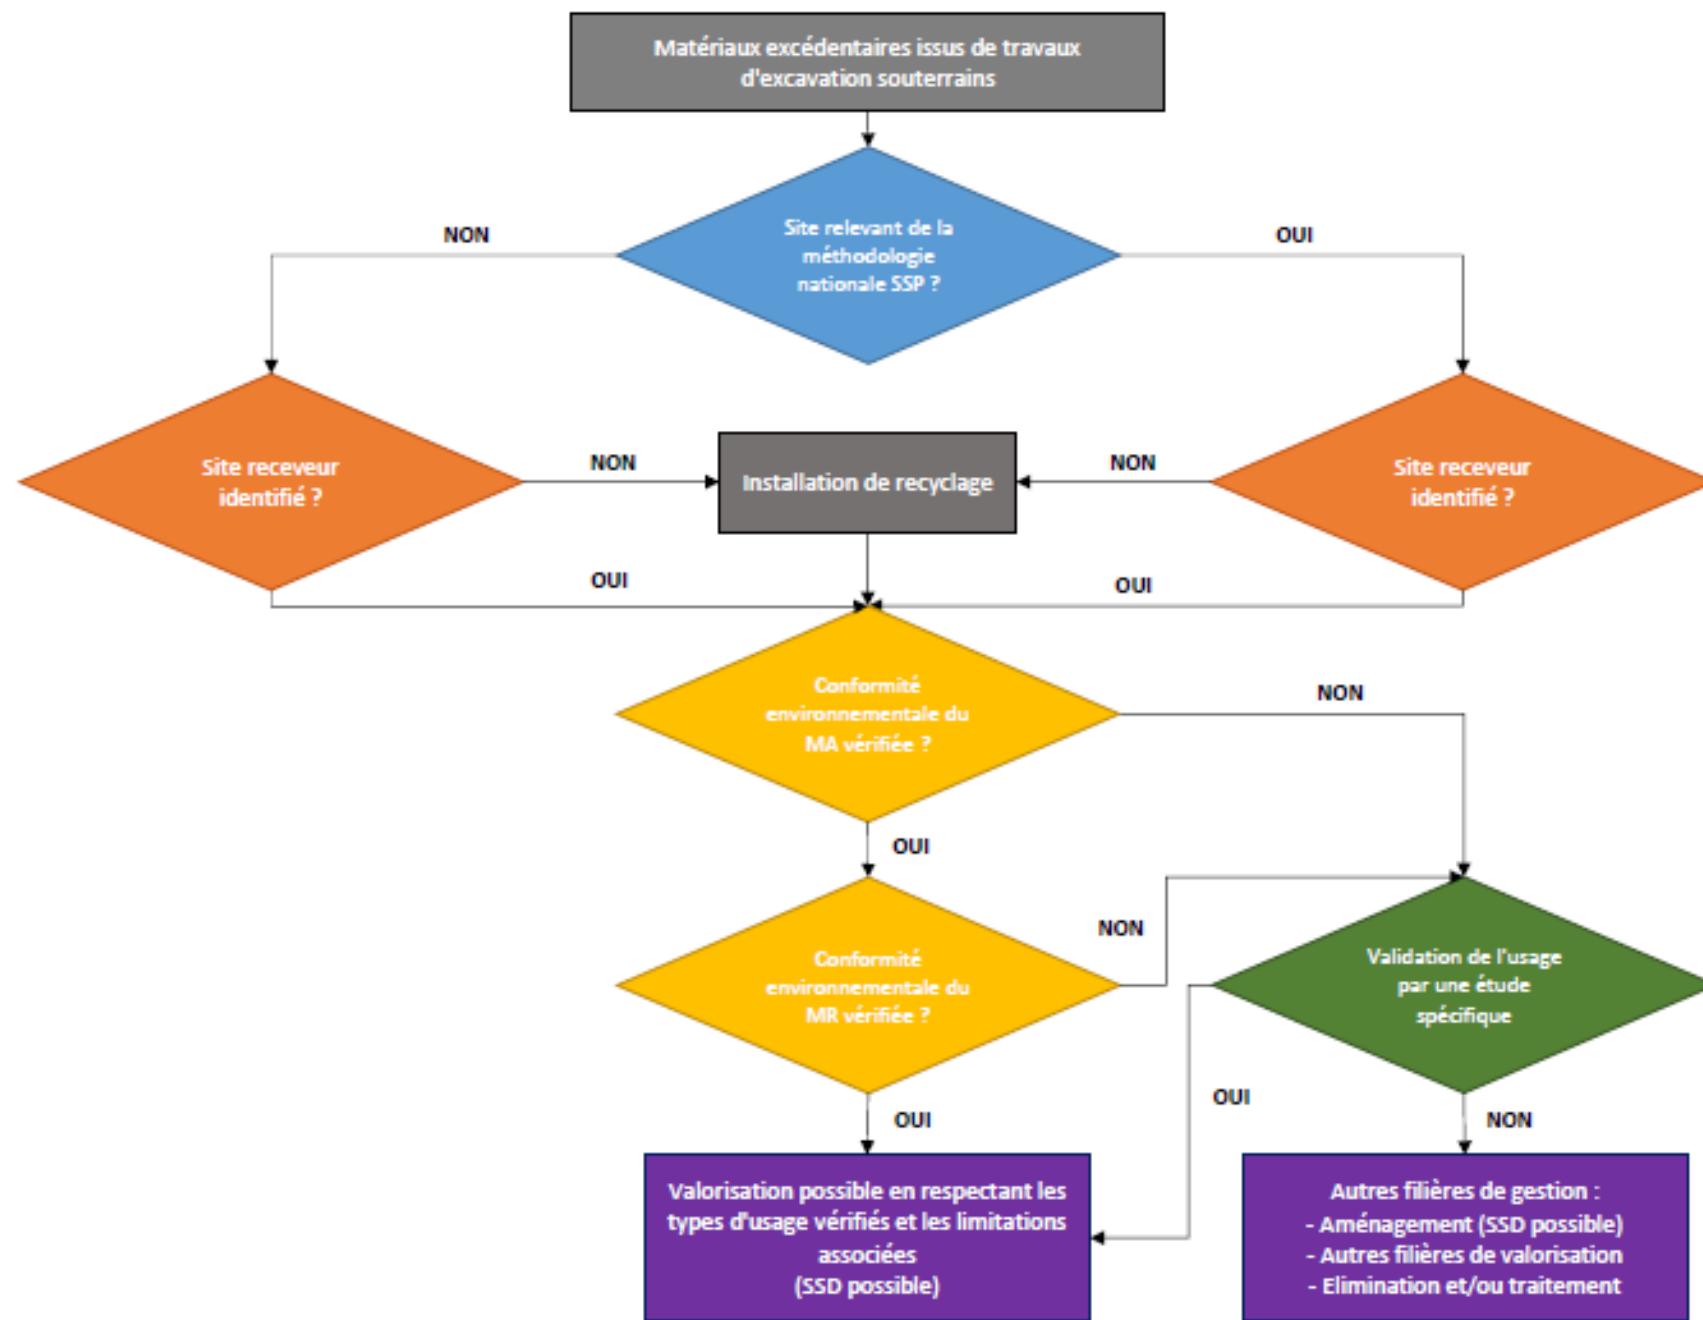 Matériaux excédentaires issus de travaux
d'excavation souterrains
Site relevant de la
méthodologie
nationale SSP ?
NON
OUI
Site receveur
identifié ?
NON
Installation de recyclage
NON
Site receveur
identifié ?
OUI
OUI
Conformité
environnementale du
MA vérifiée ?
NON
OUI
Conformité
environnementale du
MR vérifiée ?
NON
Validation de l'usage
par une étude
spécifique
OUI
OUI
NON
Valorisation possible en respectant les
types d'usage vérifiés et les limitations
associées
(SSD possible)
Autres filières de gestion :
- Aménagement (SSD possible)
- Autres filières de valorisation
- Elimination et/ou traitement